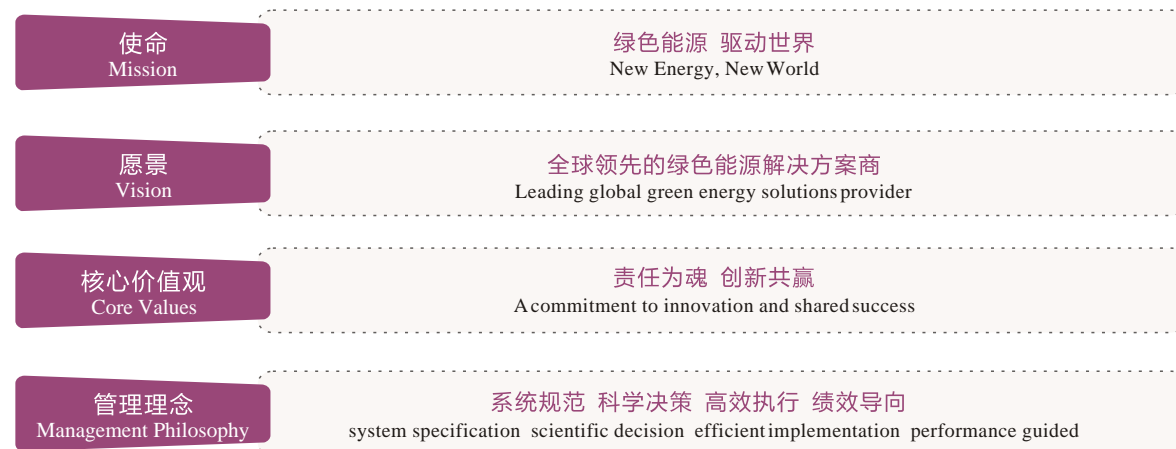 使命
Mission
绿色能源 驱动世界
New Energy, New World
愿景
Vision
全球领先的绿色能源解决方案商
Leading global green energy solutions provider
核心价值观
Core Values
责任为魂 创新共赢
A commitment to innovation and shared success
管理理念
Management Philosophy
系统规范 科学决策 高效执行 绩效导向
system specification scientific decision efficient implementation performance guided